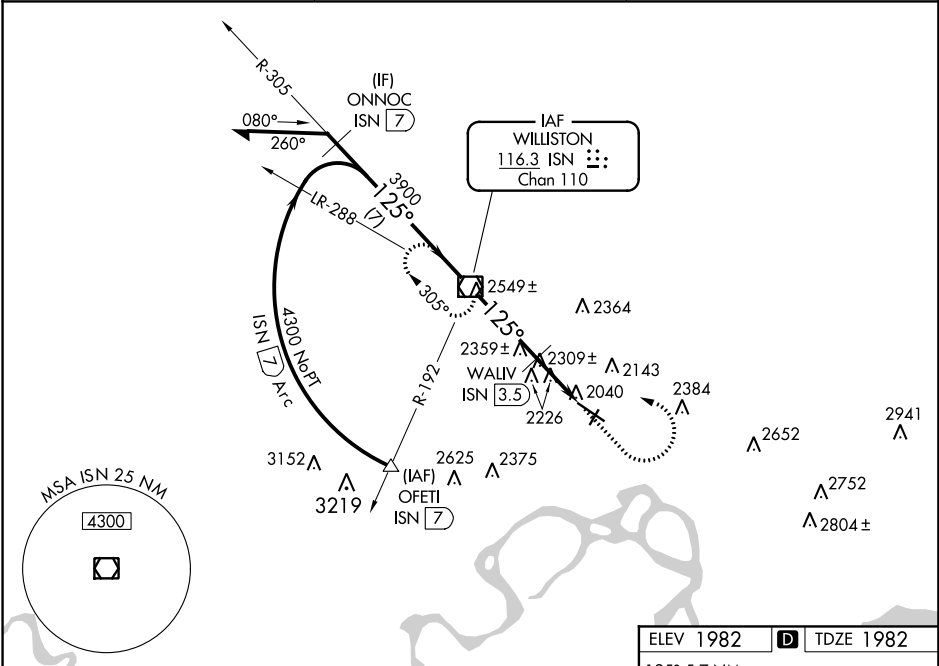 R-305
(IF)
ONNOC
ISN 7
080°
260°
IAF
WILLISTON
116.3 ISN
Chan 110
LR-288
3900
125°
(7)
305°
2549±
2364
4300 NoPT
ISN 7 Arc
R-192
125°
2359±
2309±
WALIV
ISN 3.5
2143
2040
2226
2384
2941
2652
3152
3219
(IAF)
OFETI
ISN 7
2625
2375
2752
2804±
MSA ISN 25 NM
4300
ELEV 1982 D TDZE 1982